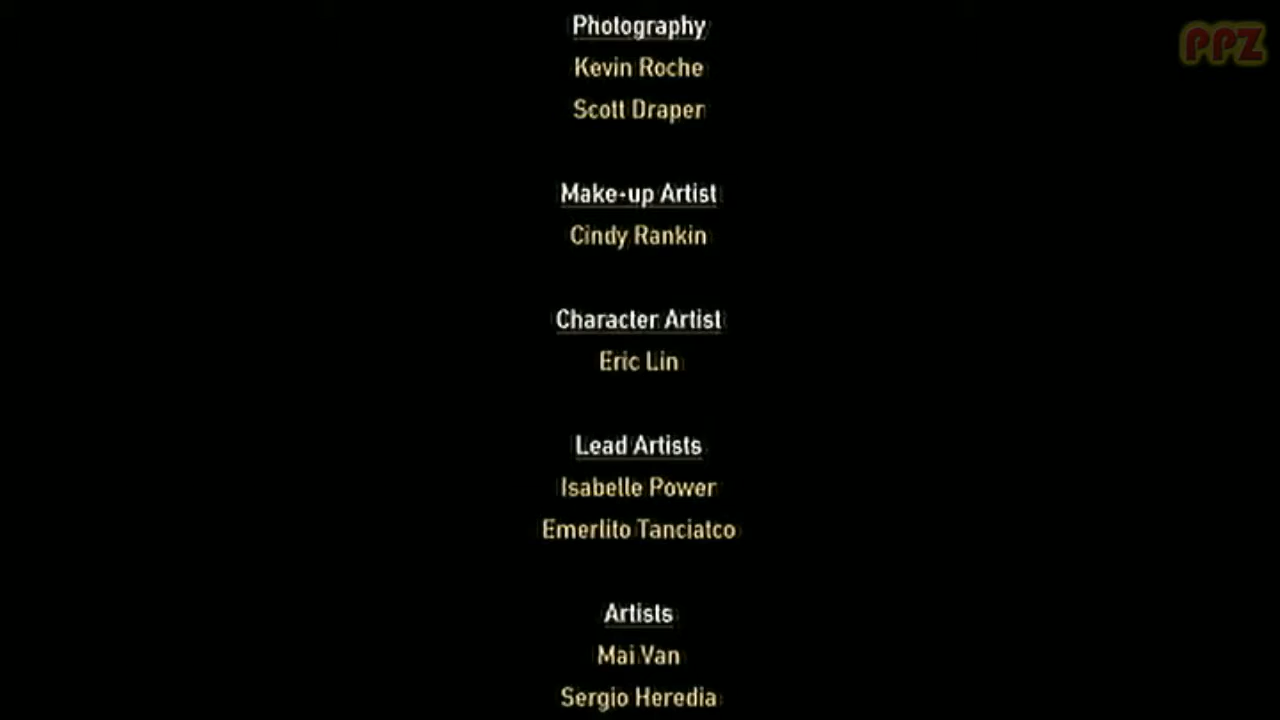 Photography
PPZ
Kevin Roche
Scott Draper
Make-up Artist
Cindy Rankin
Character Artist
Eric Lin
Lead Artists
Isabelle Power
Emerlito Tanciatco
Artists
Mai Van
Sergio Heredia